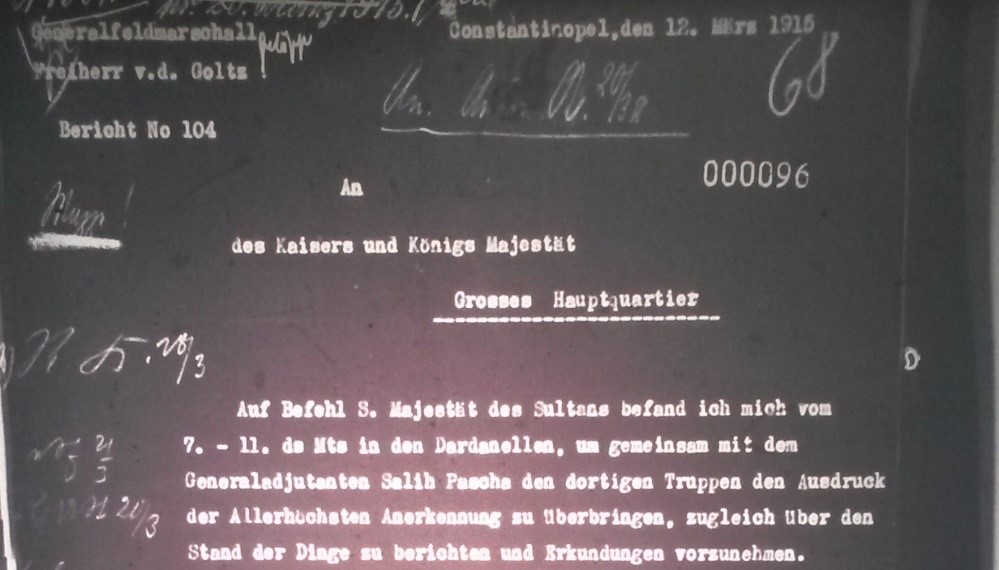 Generalfeldmarschall
Constantinopel, den 12. März 1915
Freiherr v.d. Goltz
68
Bericht No 104
000096
An
des Kaisers und Königs Majestät
Grosses Hauptquartier
28/3
Auf Befehl S. Majestät des Sultans befand ich mich vom
7. - 11. ds Mts in den Dardanellen, um gemeinsam mit dem
Generaladjutanten Salih Pascha den dortigen Truppen den Ausdruck
der Allerhöchsten Anerkennung zu überbringen, zugleich über den
Stand der Dinge zu berichten und Erkundungen vorzunehmen.